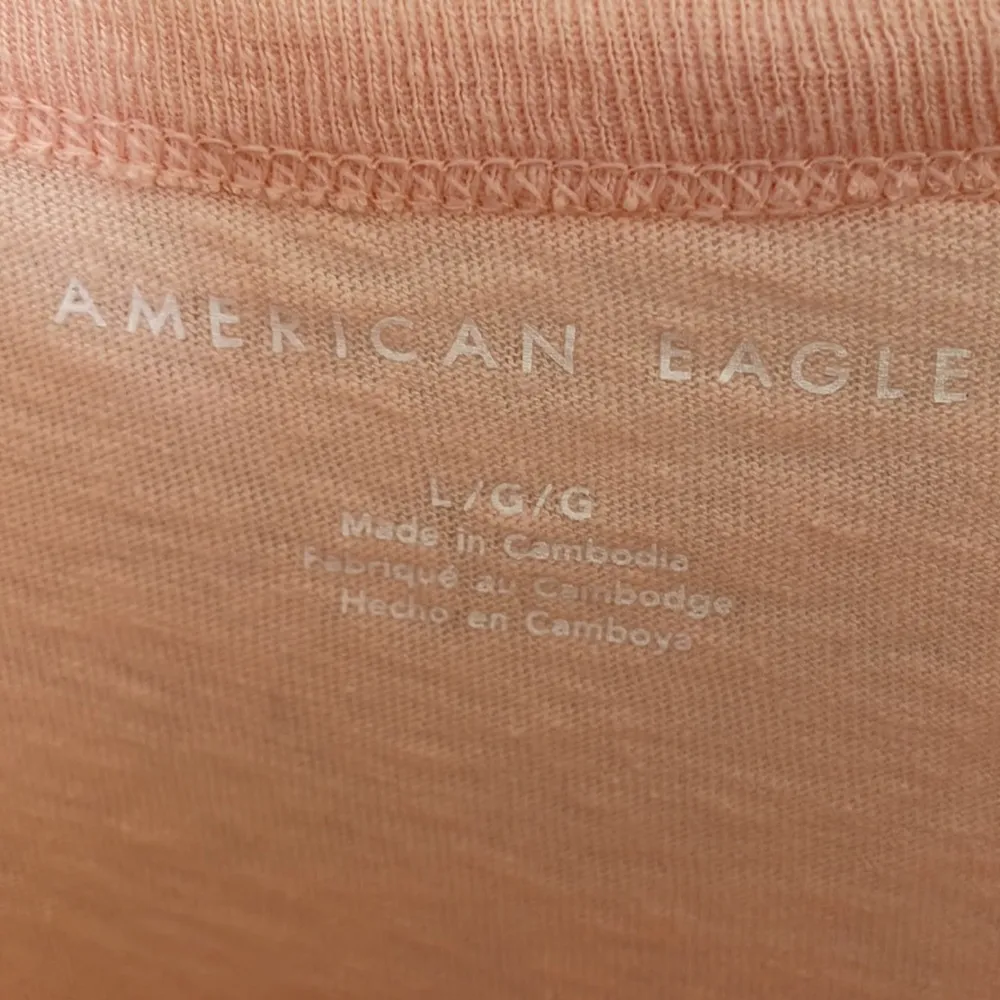 AMERICAN EAGLE
L/G/G
Made in Cambodia
Fabriqué au Cambodge
Hecho en Camboya